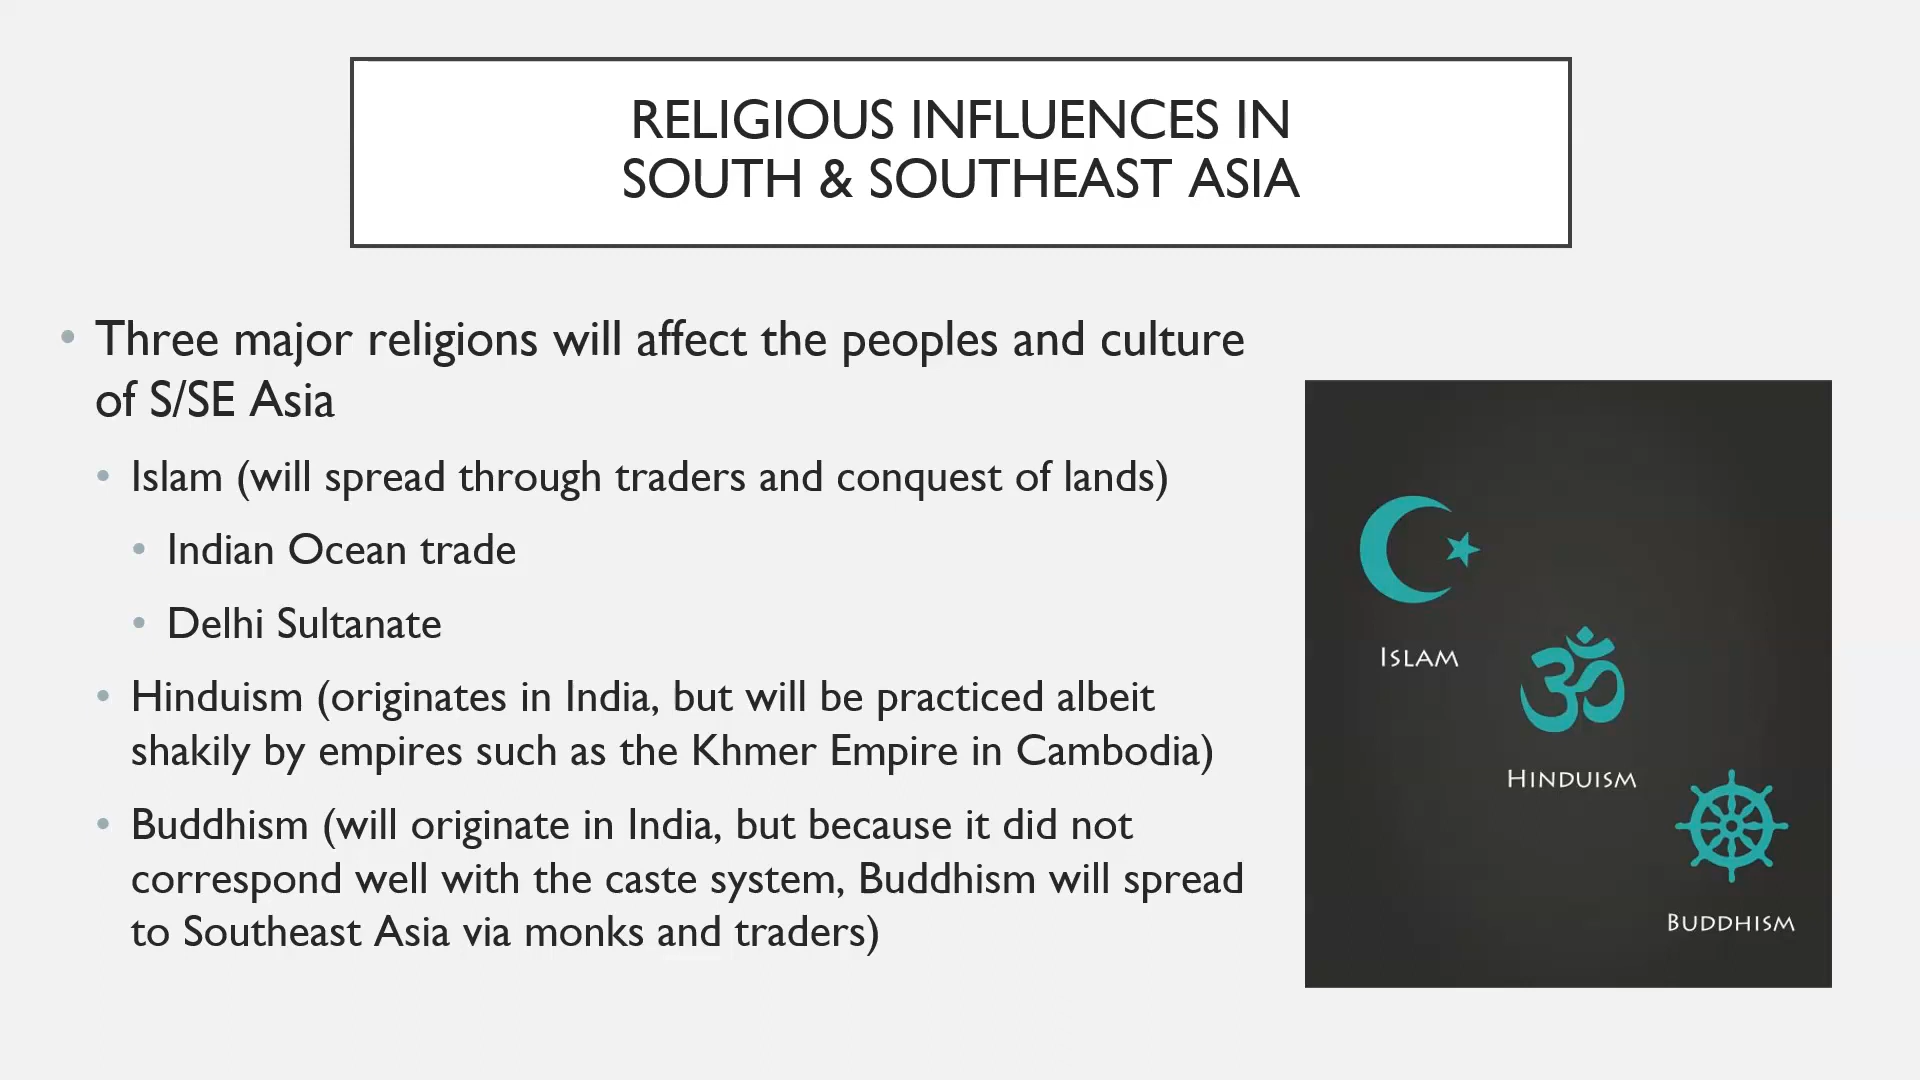 RELIGIOUS INFLUENCES IN
SOUTH & SOUTHEAST ASIA
• Three major religions will affect the peoples and culture
of S/SE Asia
• Islam (will spread through traders and conquest of lands)
• Indian Ocean trade
• Delhi Sultanate
• Hinduism (originates in India, but will be practiced albeit
shakily by empires such as the Khmer Empire in Cambodia)
• Buddhism (will originate in India, but because it did not
correspond well with the caste system, Buddhism will spread
to Southeast Asia via monks and traders)
ISLAM
ॐ
HINDUISM
BUDDHISM